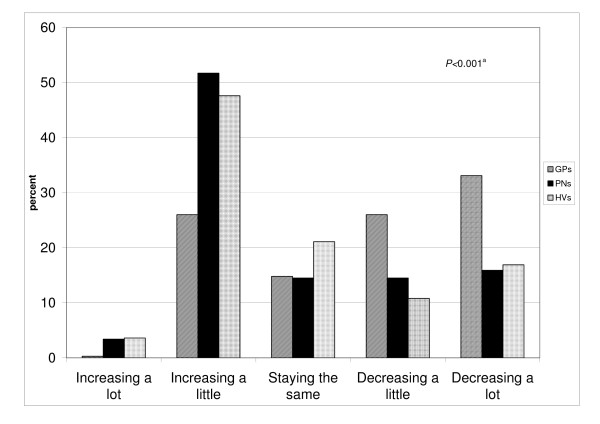 60
50
40
30
20
10
0
percent
P<0.001ª
GPs
PNs
HVs
Increasing a
lot
Increasing a
little
Staying the
same
Decreasing a
little
Decreasing a
lot